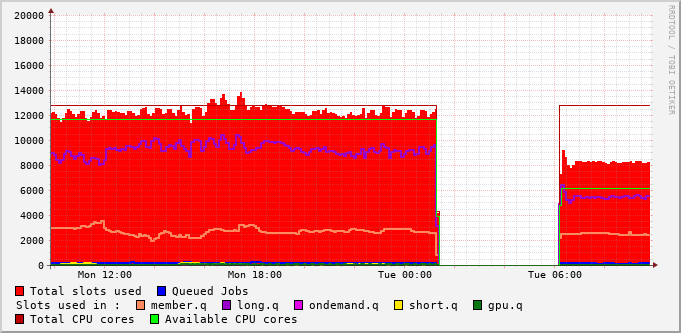 RRDTOOL / TOBI OETIKER
20000
18000
16000
14000
12000
10000
8000
6000
4000
2000
0
Mon 12:00 Mon 18:00 Tue 00:00 Tue 06:00
Total slots used Queued Jobs
Slots used in : member.q long.q ondemand.q short.q gpu.q
Total CPU cores Available CPU cores